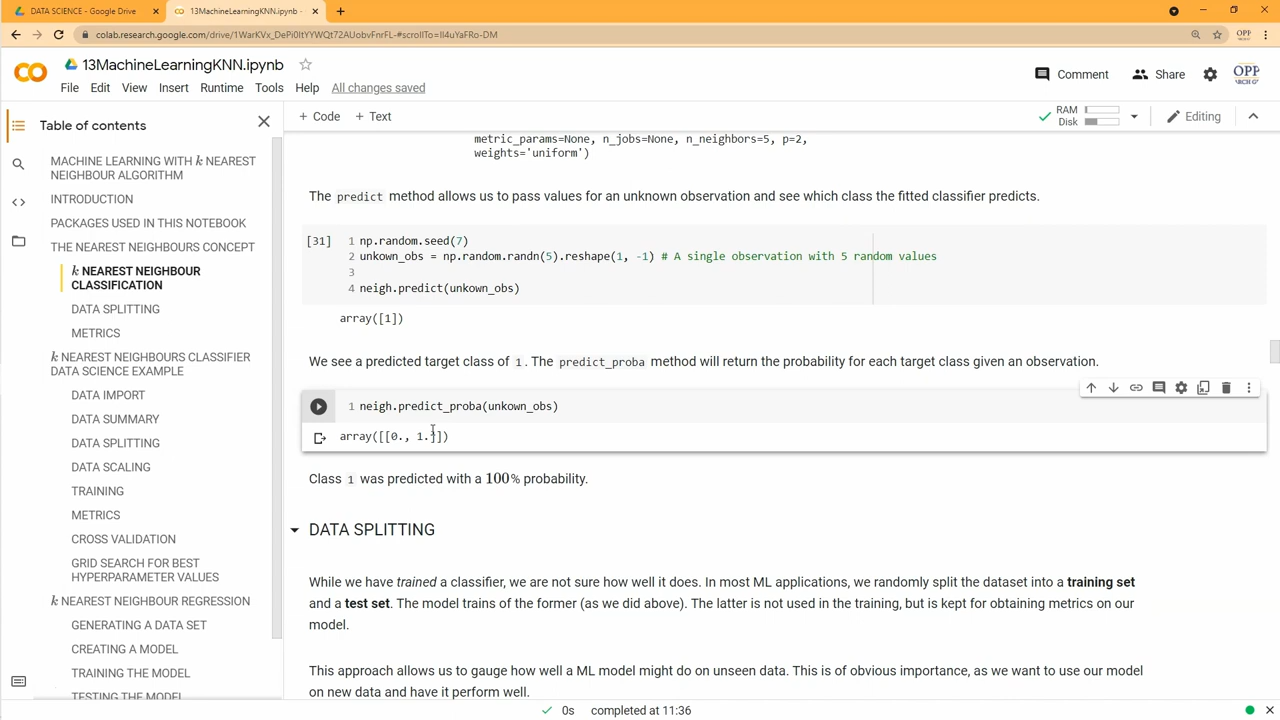 DATA SCIENCE - Google Drive
13MachineLearningKNN.ipynb
colab.research.google.com/drive/1WarKVx_DePi0ltYYWQt72AUobvFnrFL-#scrollTo=Il4uYaFRo-DM
OPP
13MachineLearningKNN.ipynb
File Edit View Insert Runtime Tools Help All changes saved
Comment Share
OPP
Table of contents
MACHINE LEARNING WITH k NEAREST
NEIGHBOUR ALGORITHM
INTRODUCTION
PACKAGES USED IN THIS NOTEBOOK
THE NEAREST NEIGHBOURS CONCEPT
k NEAREST NEIGHBOUR
CLASSIFICATION
DATA SPLITTING
METRICS
k NEAREST NEIGHBOURS CLASSIFIER
DATA SCIENCE EXAMPLE
DATA IMPORT
DATA SUMMARY
DATA SPLITTING
DATA SCALING
TRAINING
METRICS
CROSS VALIDATION
GRID SEARCH FOR BEST
HYPERPARAMETER VALUES
k NEAREST NEIGHBOUR REGRESSION
GENERATING A DATA SET
CREATING A MODEL
TRAINING THE MODEL
TESTING THE MODEL
+ Code + Text
RAM
Disk
Editing
metric_params=None, n_jobs=None, n_neighbors=5, p=2,
weights='uniform')
The predict method allows us to pass values for an unknown observation and see which class the fitted classifier predicts.
[31] 1 np.random.seed(7)
2 unkown_obs = np.random.randn(5).reshape(1, -1) # A single observation with 5 random values
3
4 neigh.predict(unkown_obs)
array([1])
We see a predicted target class of 1. The predict_proba method will return the probability for each target class given an observation.
1 neigh.predict_proba(unkown_obs)
array([[0., 1.]])
Class 1 was predicted with a 100% probability.
DATA SPLITTING
While we have trained a classifier, we are not sure how well it does. In most ML applications, we randomly split the dataset into a training set
and a test set. The model trains of the former (as we did above). The latter is not used in the training, but is kept for obtaining metrics on our
model.
This approach allows us to gauge how well a ML model might do on unseen data. This is of obvious importance, as we want to use our model
on new data and have it perform well.
0s completed at 11:36